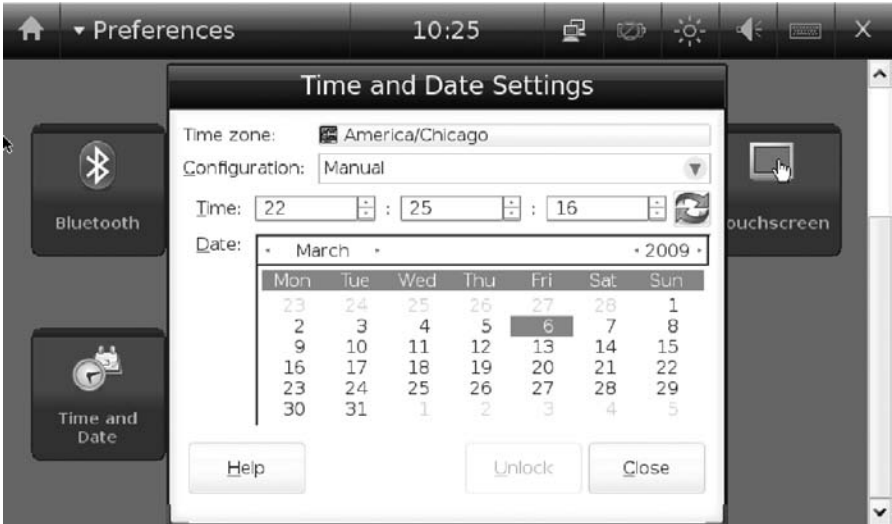 Preferences 10:25 X
Time and Date Settings
Time zone: America/Chicago
Configuration: Manual
Time: 22 : 25 : 16
Date: March 2009
Mon Tue Wed Thu Fri Sat Sun
23 24 25 26 27 28 1
2 3 4 5 6 7 8
9 10 11 12 13 14 15
16 17 18 19 20 21 22
23 24 25 26 27 28 29
30 31 1 2 3 4 5
Help Unlock Close
Bluetooth
ouchscreen
Time and
Date